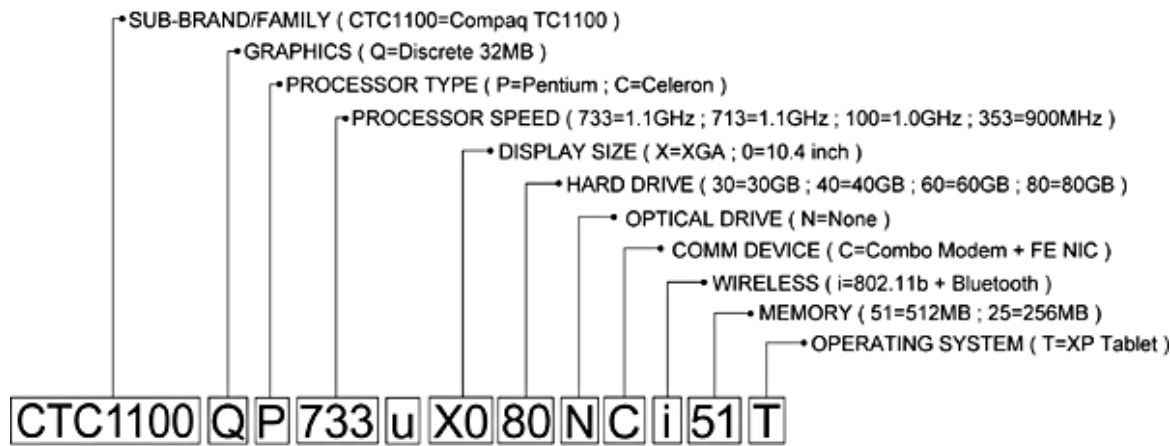 SUB-BRAND/FAMILY ( CTC1100=Compaq TC1100 )
GRAPHICS ( Q=Discrete 32MB )
PROCESSOR TYPE ( P=Pentium ; C=Celeron )
PROCESSOR SPEED ( 733=1.1GHz ; 713=1.1GHz ; 100=1.0GHz ; 353=900MHz )
DISPLAY SIZE ( X=XGA ; 0=10.4 inch )
HARD DRIVE ( 30=30GB ; 40=40GB ; 60=60GB ; 80=80GB )
OPTICAL DRIVE ( N=None )
COMM DEVICE ( C=Combo Modem + FE NIC )
WIRELESS ( i=802.11b + Bluetooth )
MEMORY ( 51=512MB ; 25=256MB )
OPERATING SYSTEM ( T=XP Tablet )
CTC1100 Q P 733 u X0 80 N C i 51 T